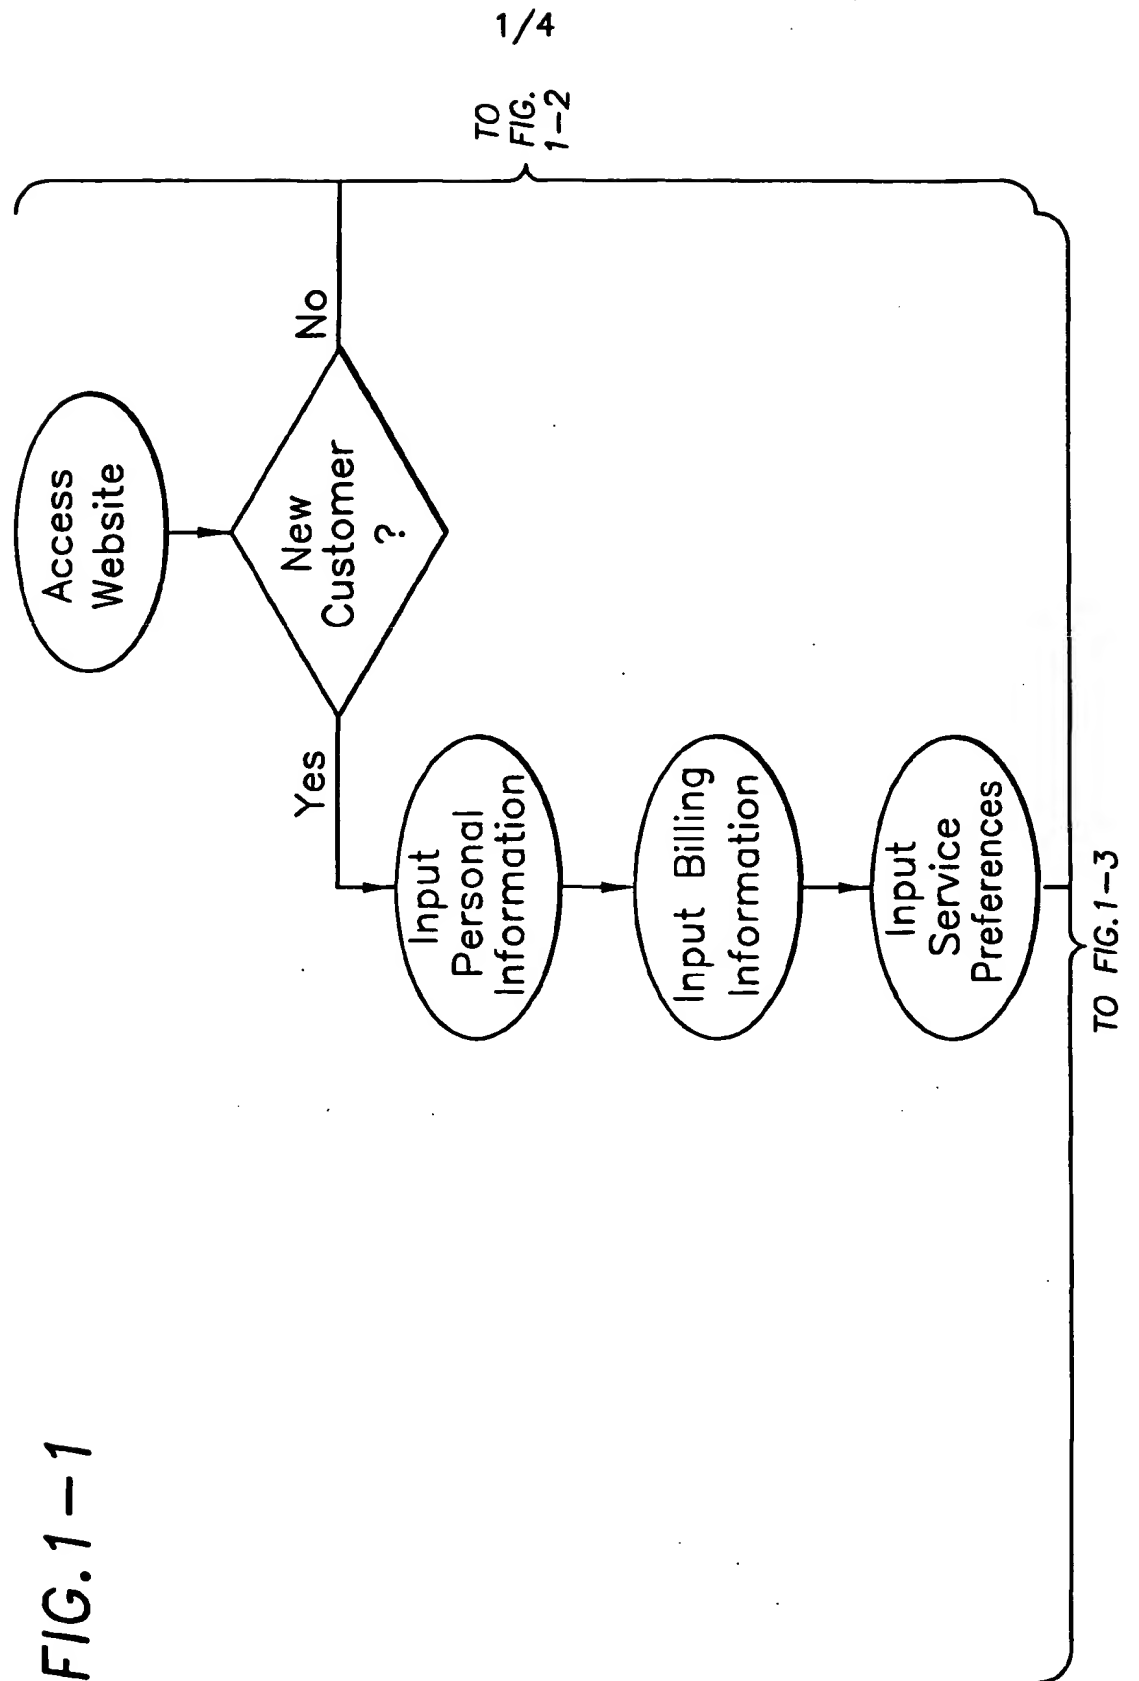 1/4
FIG.1-1
Access
Website
New
Customer
?
No
Yes
Input
Personal
Information
Input Billing
Information
Input
Service
Preferences
TO
FIG.
1-2
TO FIG.1-3